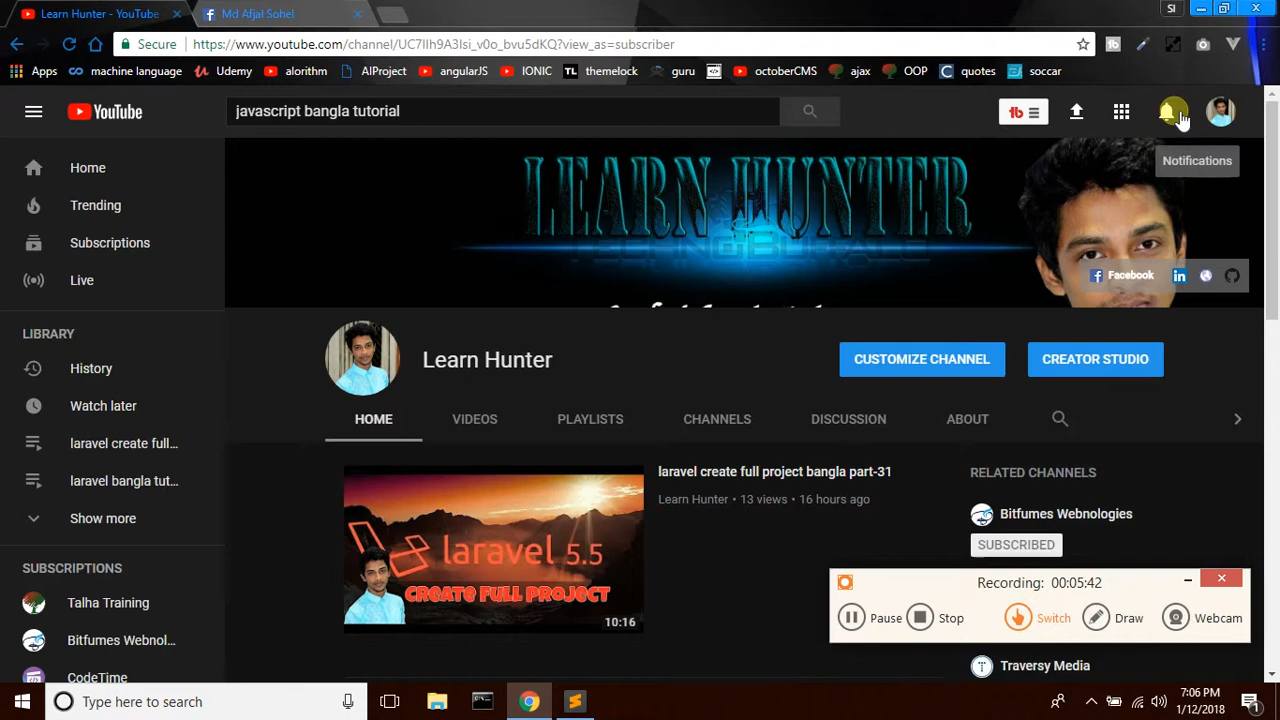 Learn Hunter - YouTube
Md Afjal Sohel
SI
Secure
https://www.youtube.com/channel/UC7IIh9A3Isi_v0o_bvu5dKQ?view_as=subscriber
Apps
machine language
Udemy
alorithm
AIProject
angularJS
IONIC
TL
themelock
guru
octoberCMS
ajax
OOP
quotes
soccar
YouTube
javascript bangla tutorial
Notifications
Home
Trending
Subscriptions
Live
LIBRARY
History
Watch later
laravel create full...
laravel bangla tut...
Show more
SUBSCRIPTIONS
Talha Training
Bitfumes Webnol...
CodeTime
LEARN HUNTER
Facebook
Learn Hunter
CUSTOMIZE CHANNEL
CREATOR STUDIO
HOME
VIDEOS
PLAYLISTS
CHANNELS
DISCUSSION
ABOUT
laravel 5.5
CREATE FULL PROJECT
10:16
laravel create full project bangla part-31
Learn Hunter • 13 views • 16 hours ago
RELATED CHANNELS
Bitfumes Webnologies
SUBSCRIBED
Recording: 00:05:42
Pause
Stop
Switch
Draw
Webcam
Traversy Media
Type here to search
7:06 PM
1/12/2018